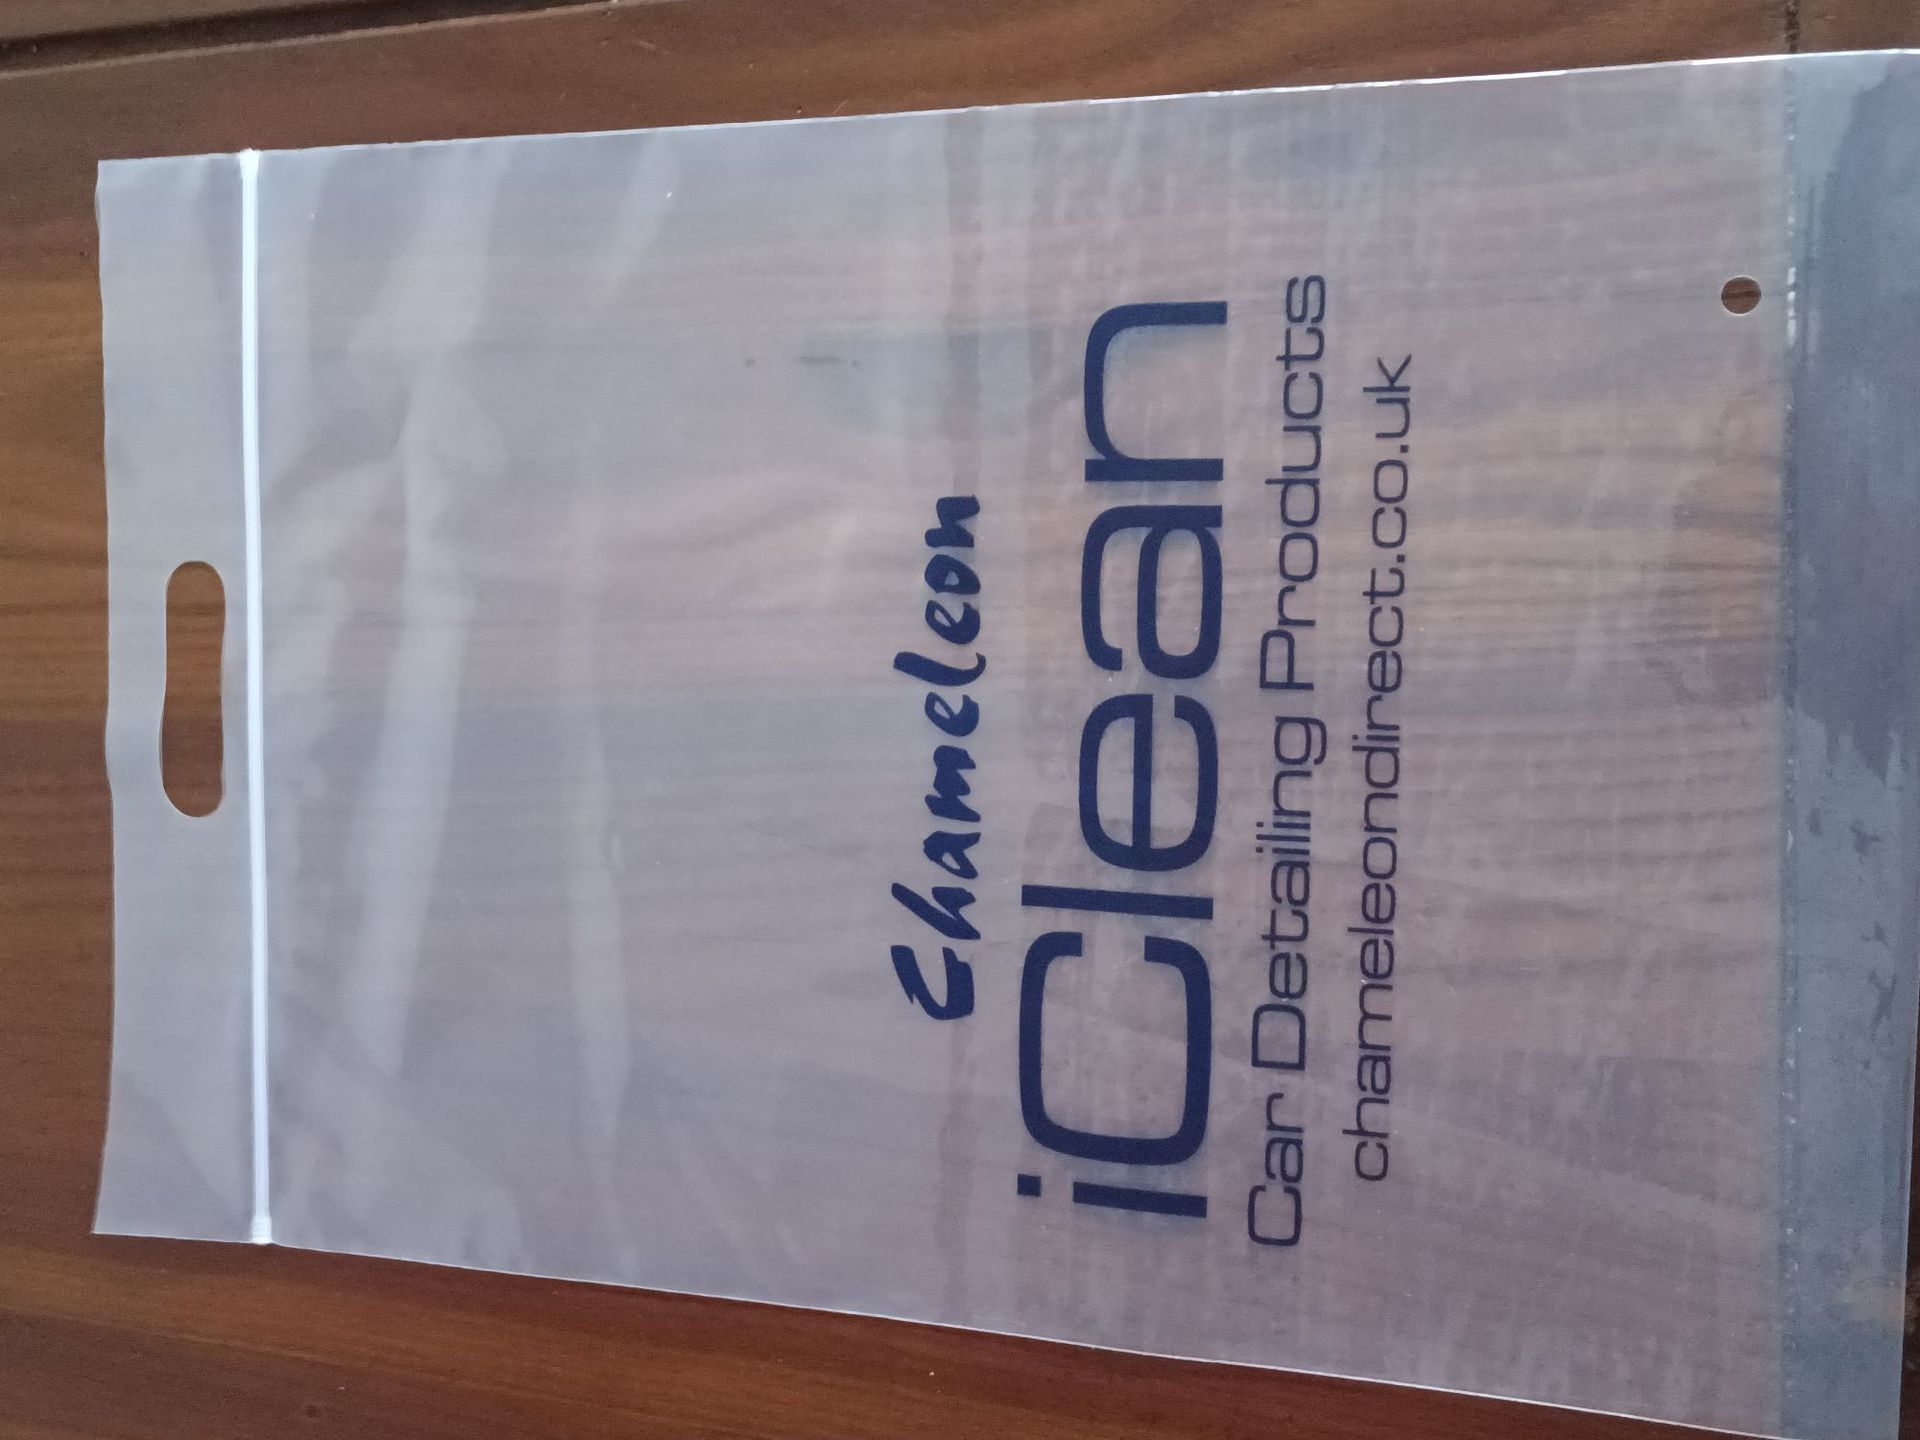 Chameleon
iClean
Car Detailing Products
chameleondirect.co.uk